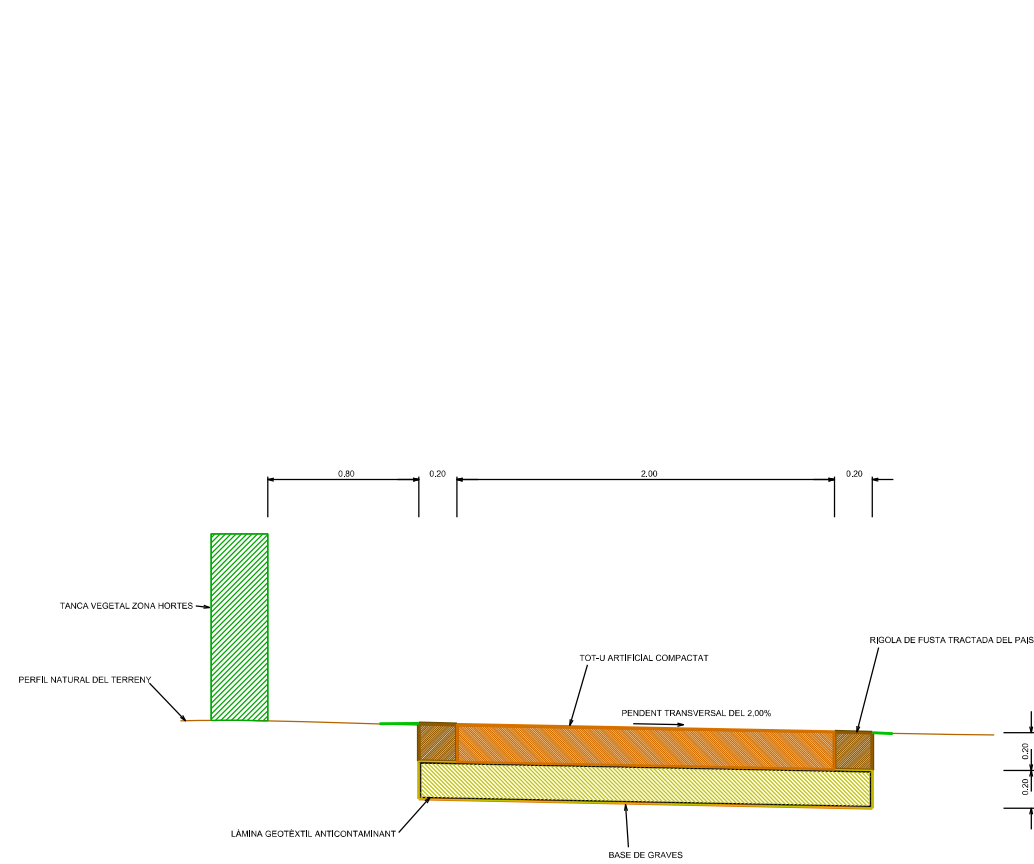 0.80
0.20
2.00
0.20
TANCA VEGETAL ZONA HORTES
RIGOLA DE FUSTA TRACTADA DEL PAIS
TOT-U ARTIFICIAL COMPACTAT
PERFIL NATURAL DEL TERRENY
PENDENT TRANSVERSAL DEL 2,00%
0.20
0.20
LÀMINA GEOTÈXTIL ANTICONTAMINANT
BASE DE GRAVES